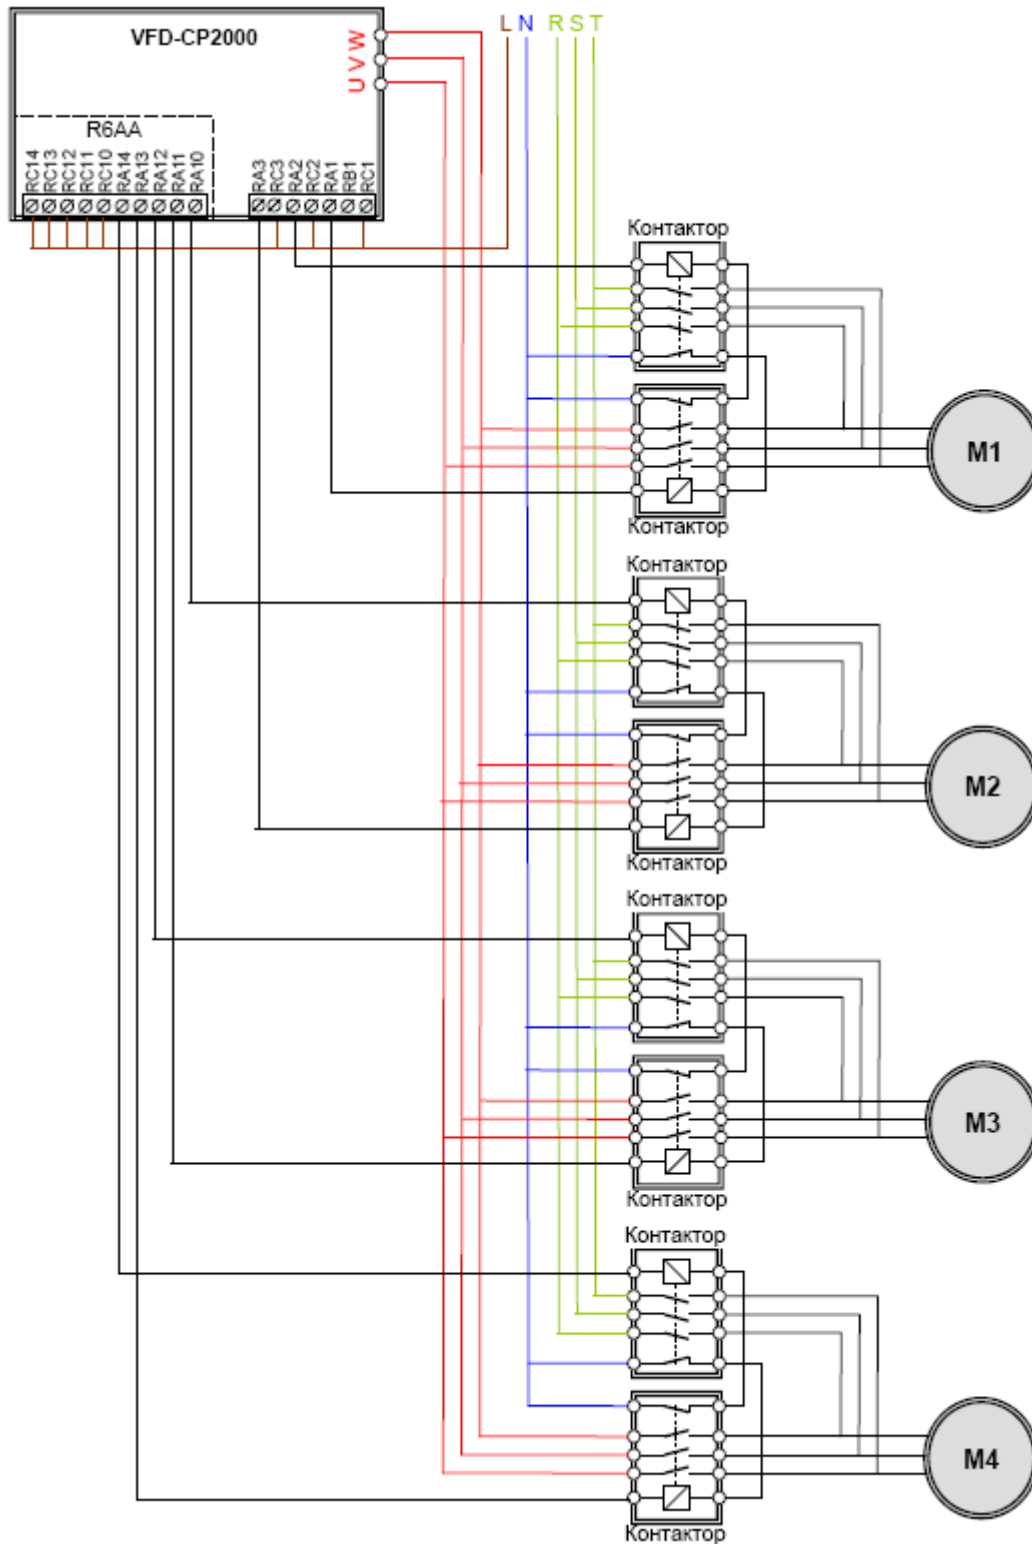 VFD-CP2000
U V W
L N R S T
R6AA
RC14 RC13 RC12 RC11 RC10 RA14 RA13 RA12 RA11 RA10
RA3 RC3 RA2 RC2 RA1 RB1 RC1
Контактор
M1
Контактор
Контактор
M2
Контактор
Контактор
M3
Контактор
Контактор
M4
Контактор